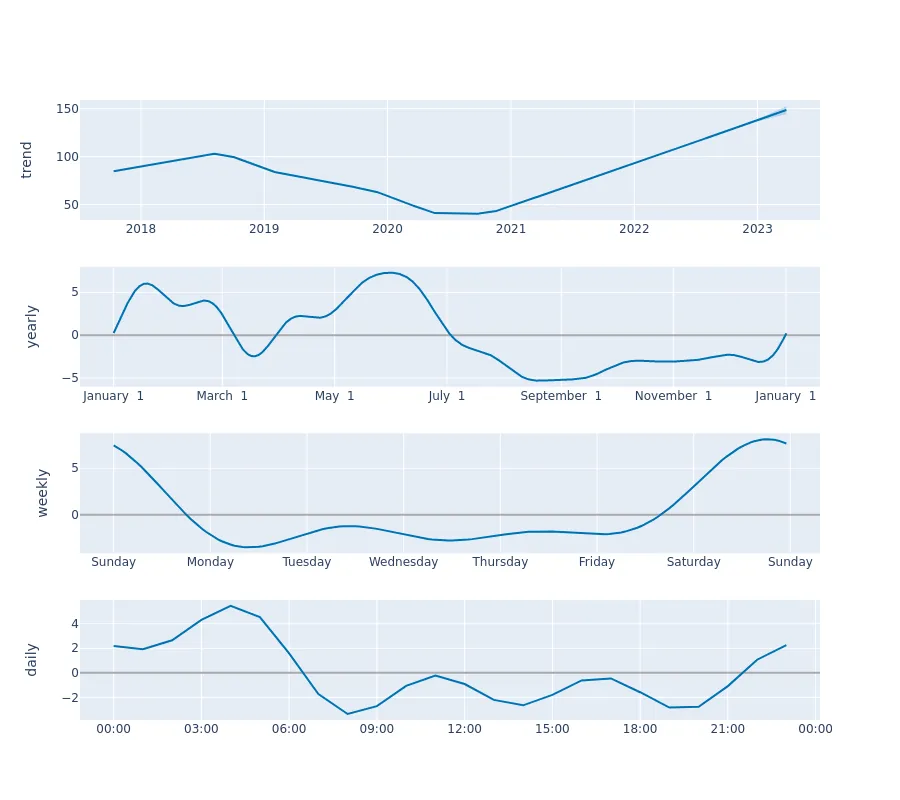 trend
150
100
50
2018 2019 2020 2021 2022 2023
yearly
5
0
−5
January 1 March 1 May 1 July 1 September 1 November 1 January 1
weekly
5
0
Sunday Monday Tuesday Wednesday Thursday Friday Saturday Sunday
daily
4
2
0
−2
00:00 03:00 06:00 09:00 12:00 15:00 18:00 21:00 00:00